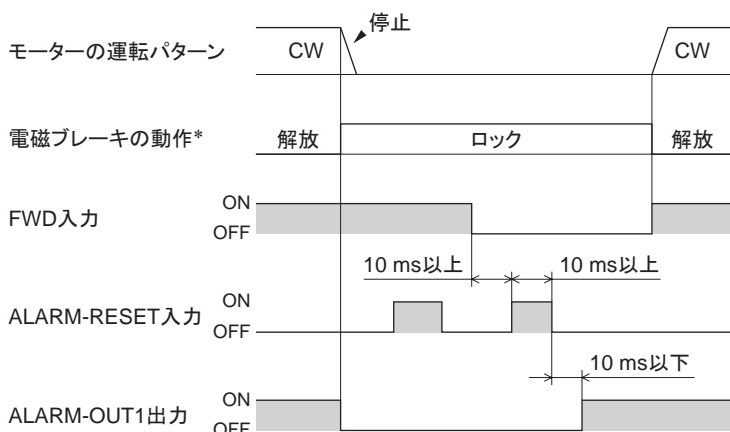 停止
モーターの運転パターン CW CW
電磁ブレーキの動作* 解放 ロック 解放
ON
FWD入力
OFF
10 ms以上 10 ms以上
ON
ALARM-RESET入力
OFF
10 ms以下
ON
ALARM-OUT1出力
OFF